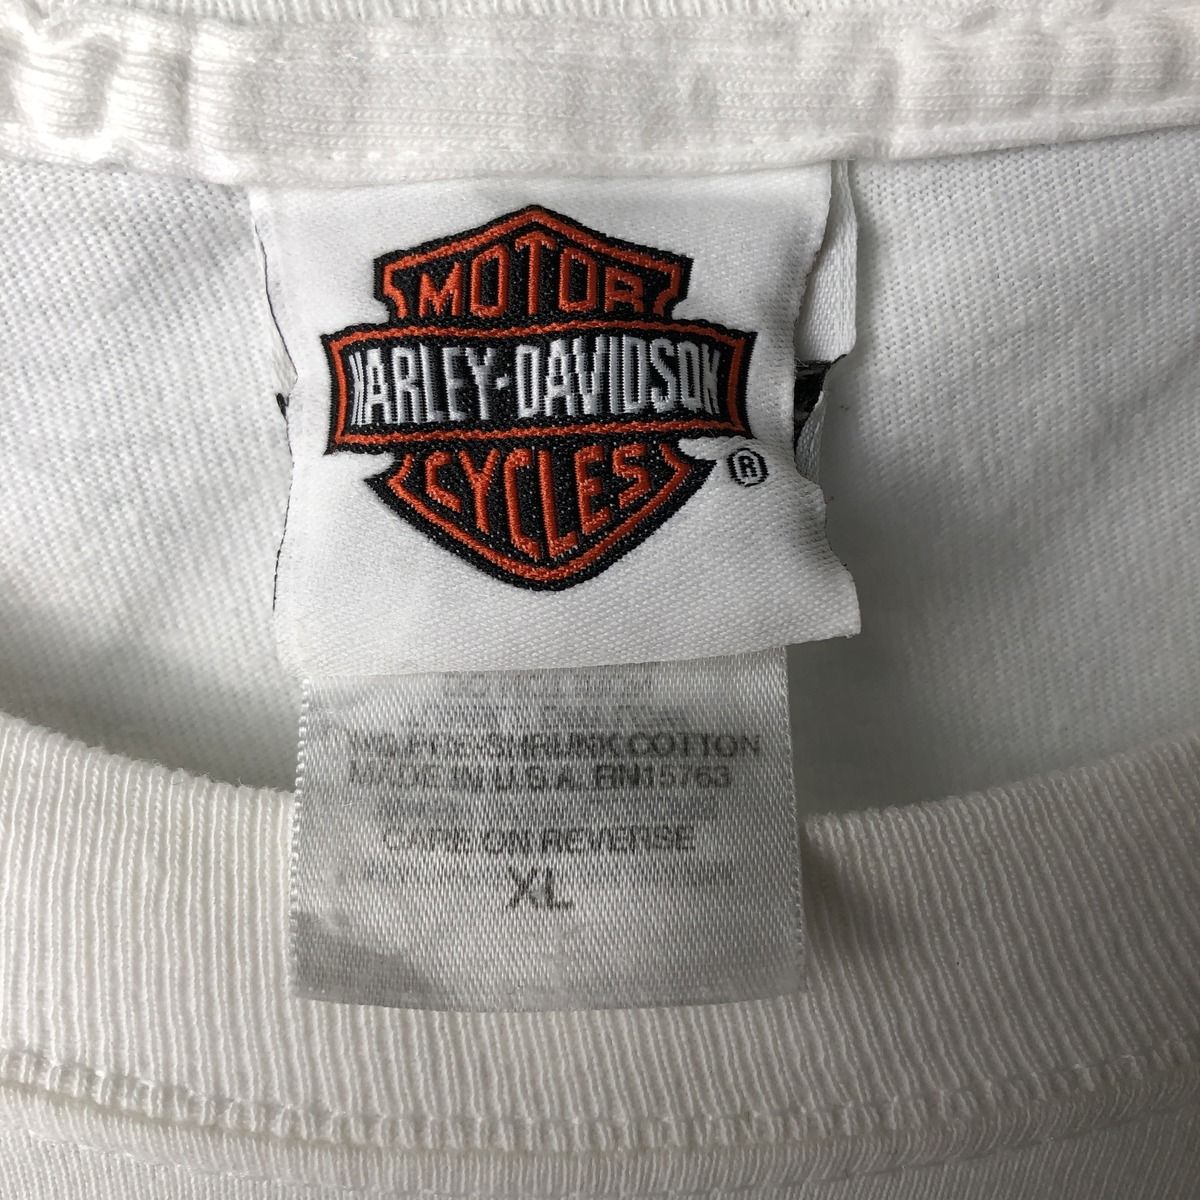 MOTOR
HARLEY-DAVIDSON
CYCLES
®
PRE-SHRUNK COTTON
MADE IN U.S.A. RN15763
CARE ON REVERSE
XL